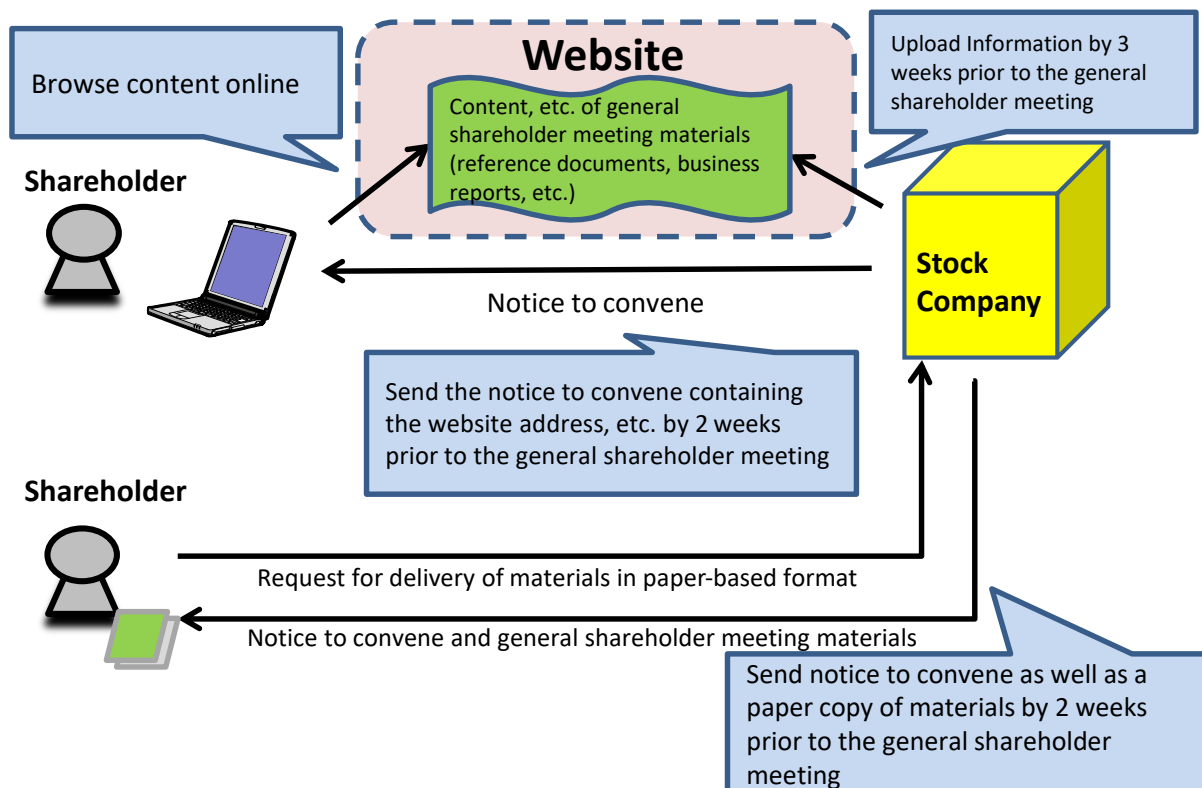 Website
Browse content online
Upload Information by 3
weeks prior to the general
shareholder meeting
Content, etc. of general
shareholder meeting materials
(reference documents, business
reports, etc.)
Shareholder
Stock
Company
Notice to convene
Send the notice to convene containing
the website address, etc. by 2 weeks
prior to the general shareholder meeting
Shareholder
Request for delivery of materials in paper-based format
Notice to convene and general shareholder meeting materials
Send notice to convene as well as a
paper copy of materials by 2 weeks
prior to the general shareholder
meeting